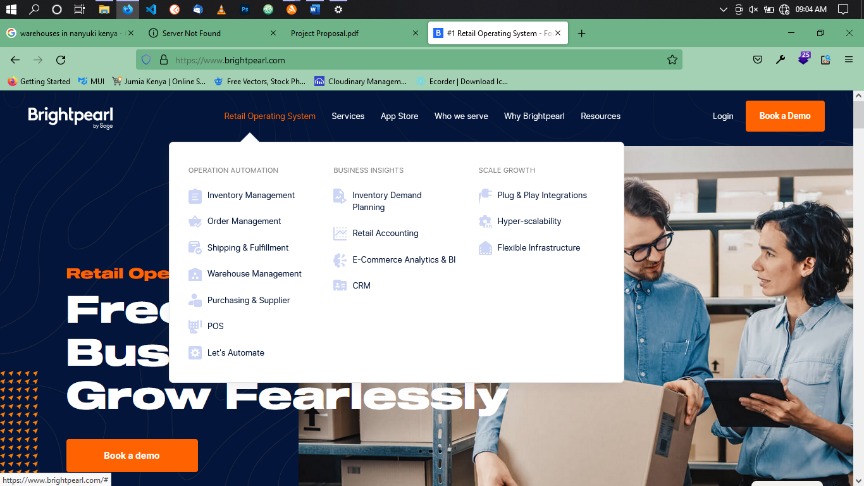 09:04 AM
warehouses in nanyuki kenya -
Server Not Found
Project Proposal.pdf
#1 Retail Operating System - Fo
https://www.brightpearl.com
25
Getting Started
MUI
Jumia Kenya | Online S...
Free Vectors, Stock Ph...
Cloudinary Managem...
Ecorder | Download Ic...
Brightpearl
by Sage
Retail Operating System
Services
App Store
Who we serve
Why Brightpearl
Resources
Login
Book a Demo
OPERATION AUTOMATION
Inventory Management
Order Management
Shipping & Fulfillment
Warehouse Management
Purchasing & Supplier
POS
Let's Automate
BUSINESS INSIGHTS
Inventory Demand
Planning
Retail Accounting
E-Commerce Analytics & BI
CRM
SCALE GROWTH
Plug & Play Integrations
Hyper-scalability
Flexible Infrastructure
Retail Ope
Free
Bus
Grow Fearlessly
Book a demo
https://www.brightpearl.com/#